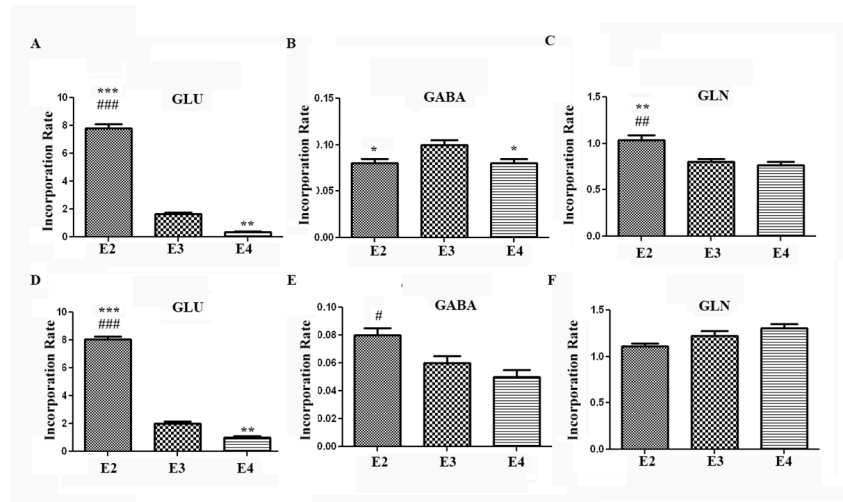 A
B
C
***
###
GLU
GABA
GLN
**
##
Incorporation Rate
10
8
6
4
2
0
**
E2
E3
E4
Incorporation Rate
0.15
0.10
0.05
0.00
*
*
E2
E3
E4
Incorporation Rate
1.5
1.0
0.5
0.0
E2
E3
E4
D
E
F
***
###
GLU
GABA
GLN
#
Incorporation Rate
10
8
6
4
2
0
**
E2
E3
E4
Incorporation Rate
0.10
0.08
0.06
0.04
0.02
0.00
E2
E3
E4
Incorporation Rate
1.5
1.0
0.5
0.0
E2
E3
E4